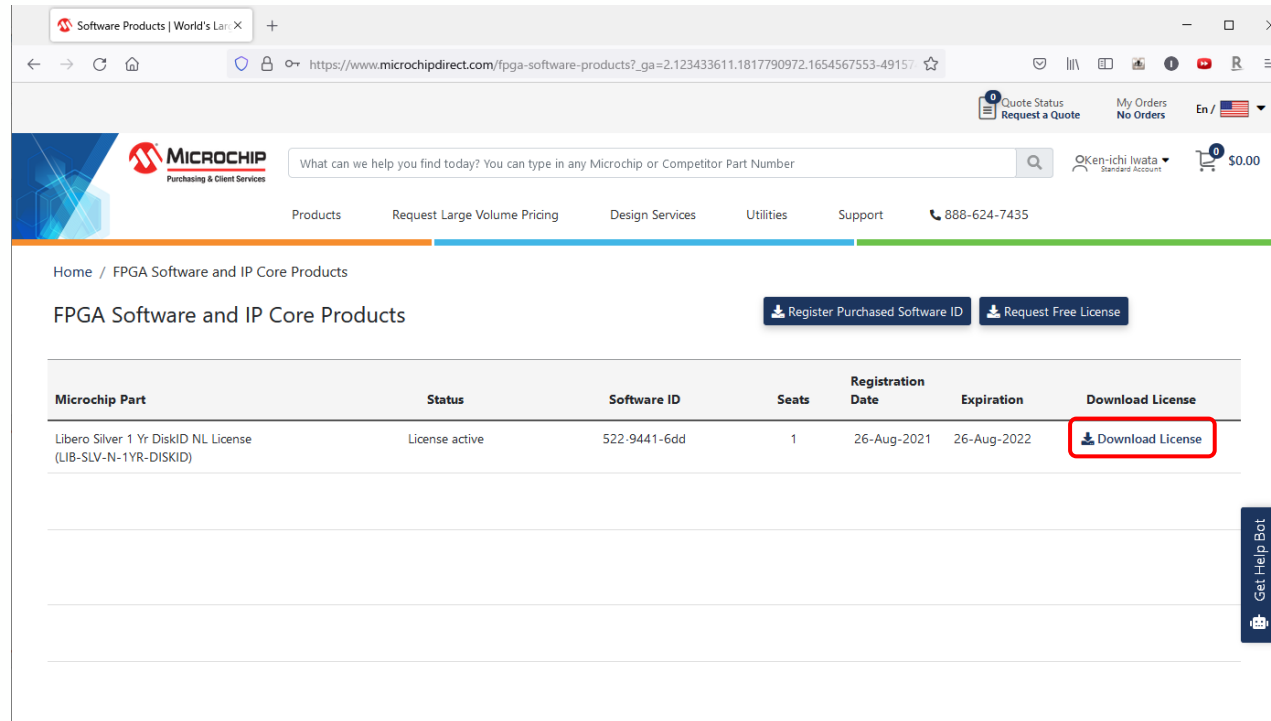 Software Products | World's Lar
https://www.microchipdirect.com/fpga-software-products?_ga=2.123433611.1817790972.1654567553-49157
0
Quote Status
Request a Quote
My Orders
No Orders
En /
MICROCHIP
Purchasing & Client Services
What can we help you find today? You can type in any Microchip or Competitor Part Number
Ken-ichi Iwata
Standard Account
0
$0.00
Products Request Large Volume Pricing Design Services Utilities Support 888-624-7435
Home / FPGA Software and IP Core Products
FPGA Software and IP Core Products
Register Purchased Software ID
Request Free License
Microchip Part Status Software ID Seats Registration Date Expiration Download License
Libero Silver 1 Yr DiskID NL License
(LIB-SLV-N-1YR-DISKID)
License active 522-9441-6dd 1 26-Aug-2021 26-Aug-2022 Download License
Get Help Bot